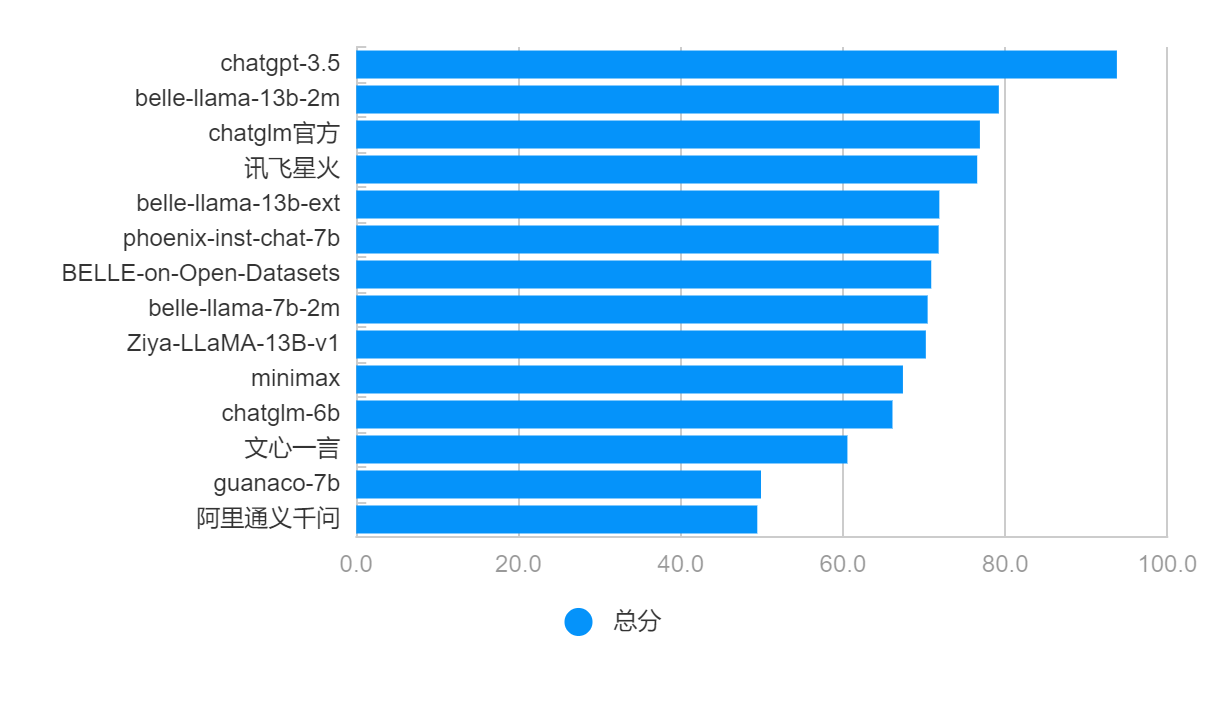 chatgpt-3.5
belle-llama-13b-2m
chatglm官方
讯飞星火
belle-llama-13b-ext
phoenix-inst-chat-7b
BELLE-on-Open-Datasets
belle-llama-7b-2m
Ziya-LLaMA-13B-v1
minimax
chatglm-6b
文心一言
guanaco-7b
阿里通义千问
0.0 20.0 40.0 60.0 80.0 100.0
总分